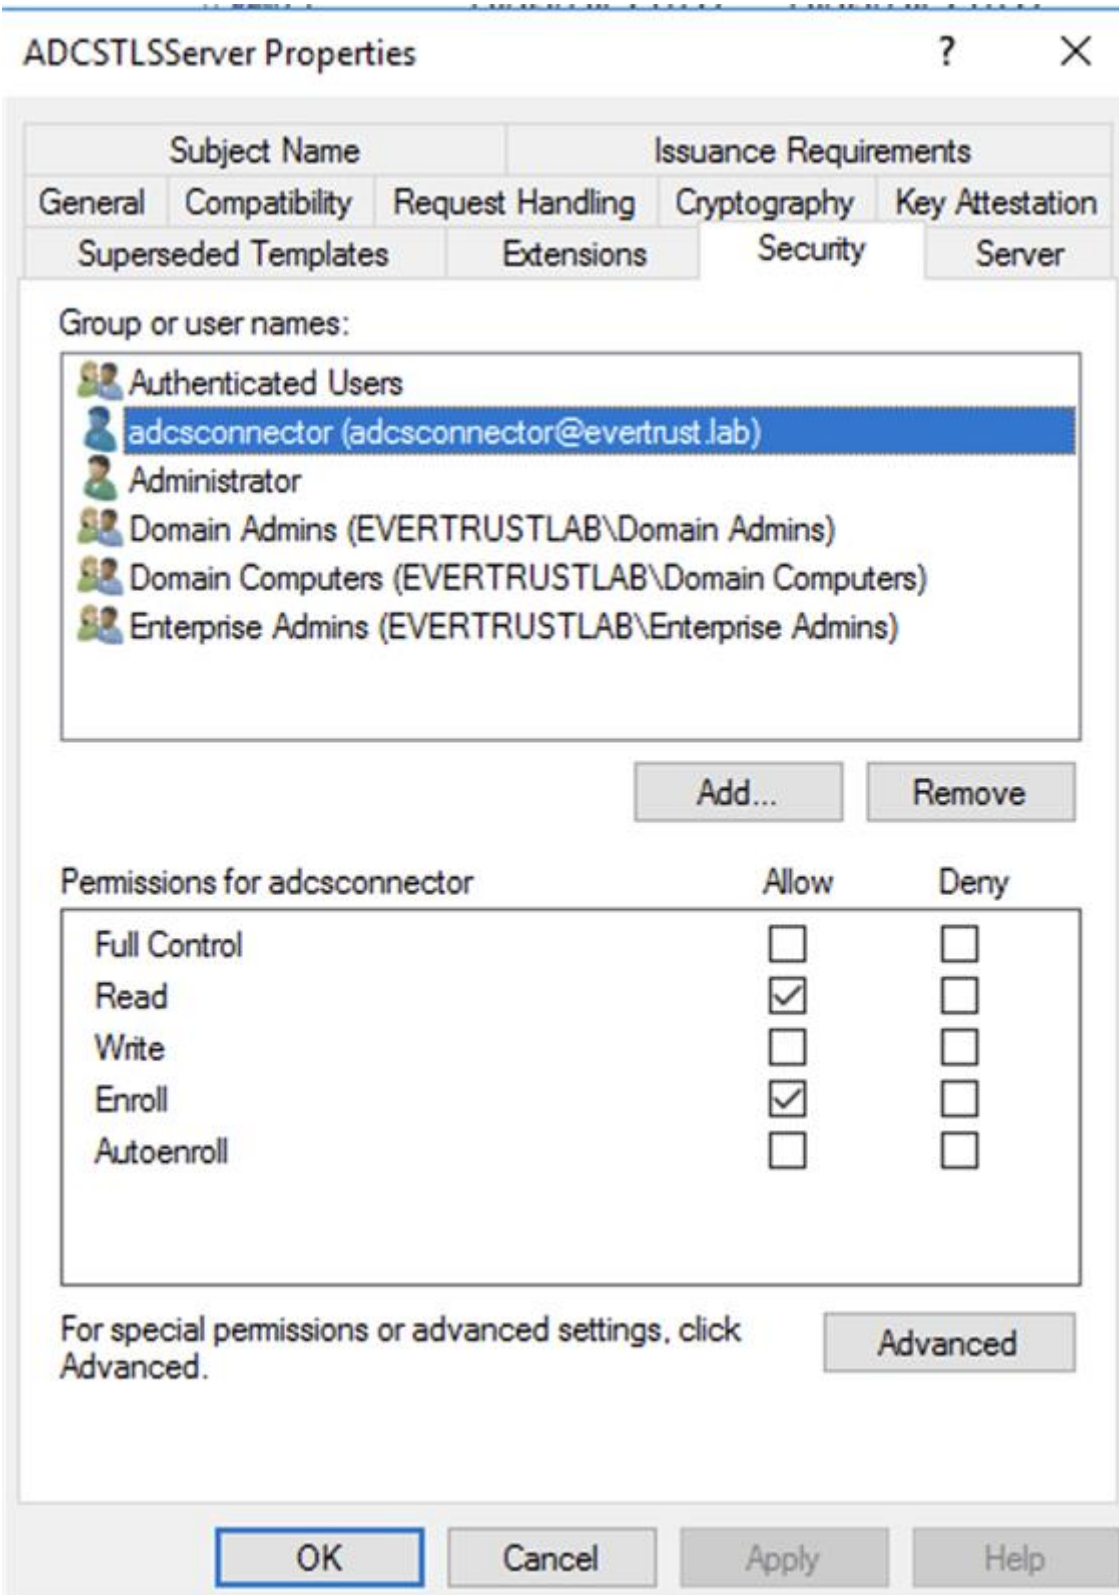 ADCSTLSServer Properties ?
Subject Name Issuance Requirements
General Compatibility Request Handling Cryptography Key Attestation
Superseded Templates Extensions Security Server
Group or user names:
Authenticated Users
adcsconnector (adcsconnector@evertrust.lab)
Administrator
Domain Admins (EVERTRUSTLAB\Domain Admins)
Domain Computers (EVERTRUSTLAB\Domain Computers)
Enterprise Admins (EVERTRUSTLAB\Enterprise Admins)
Add... Remove
Permissions for adcsconnector Allow Deny
Full Control
Read
Write
Enroll
Autoenroll
For special permissions or advanced settings, click
Advanced.
Advanced
OK Cancel Apply Help